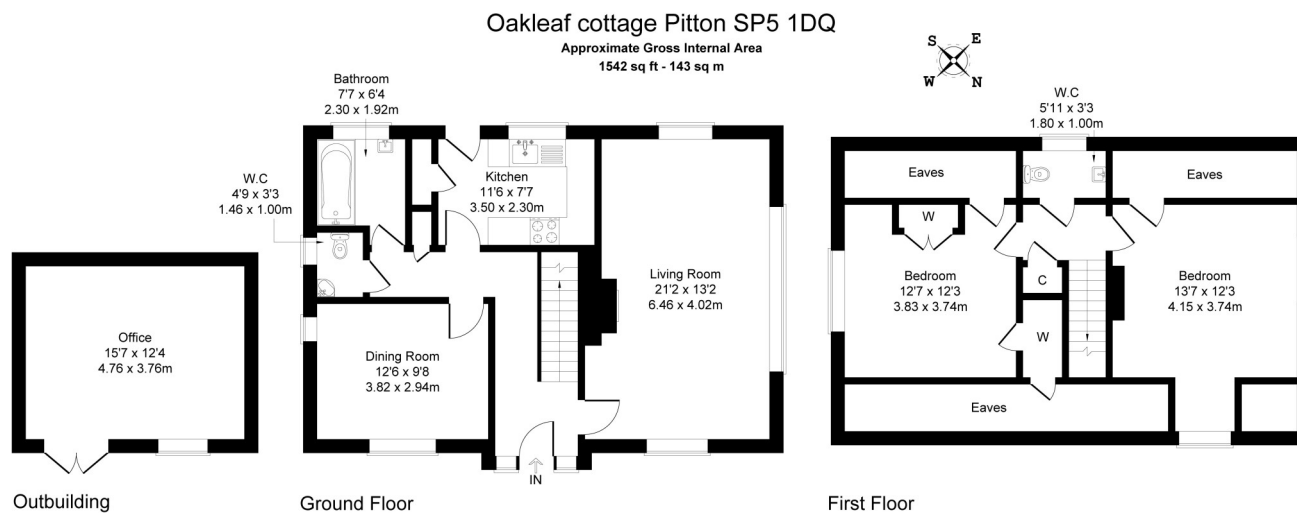 Oakleaf cottage Pitton SP5 1DQ
Approximate Gross Internal Area
1542 sq ft - 143 sq m
S E
W N
Bathroom
7'7 x 6'4
2.30 x 1.92m
W.C
4'9 x 3'3
1.46 x 1.00m
Kitchen
11'6 x 7'7
3.50 x 2.30m
Living Room
21'2 x 13'2
6.46 x 4.02m
Dining Room
12'6 x 9'8
3.82 x 2.94m
IN
Office
15'7 x 12'4
4.76 x 3.76m
W.C
5'11 x 3'3
1.80 x 1.00m
Eaves
Eaves
W
Bedroom
12'7 x 12'3
3.83 x 3.74m
C
W
Bedroom
13'7 x 12'3
4.15 x 3.74m
Eaves
Outbuilding
Ground Floor
First Floor